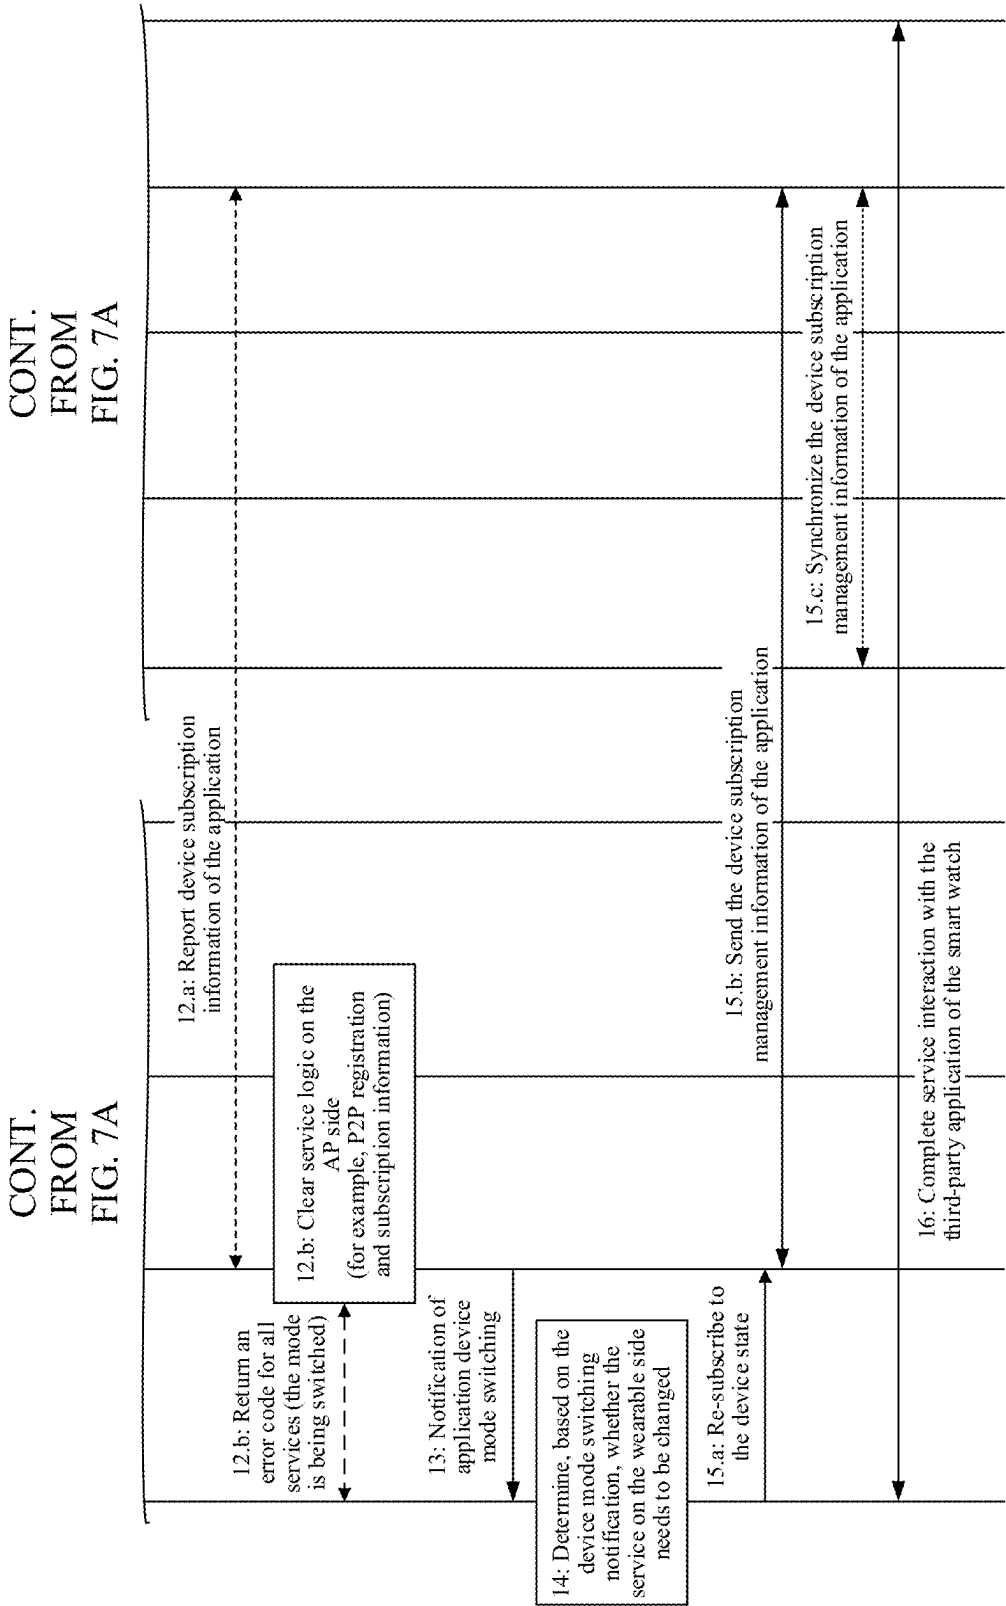 CONT.
FROM
FIG. 7A
CONT.
FROM
FIG. 7A
12.a: Report device subscription
information of the application
12.b: Return an
error code for all
services (the mode
is being switched)
12.b: Clear service logic on the
AP side
(for example, P2P registration
and subscription information)
13: Notification of
application device
mode switching
14: Determine, based on the
device mode switching
notification, whether the
service on the wearable side
needs to be changed
15.a: Re-subscribe to
the device state
15.b: Send the device subscription
management information of the application
15.c: Synchronize the device subscription
management information of the application
16: Complete service interaction with the
third-party application of the smart watch